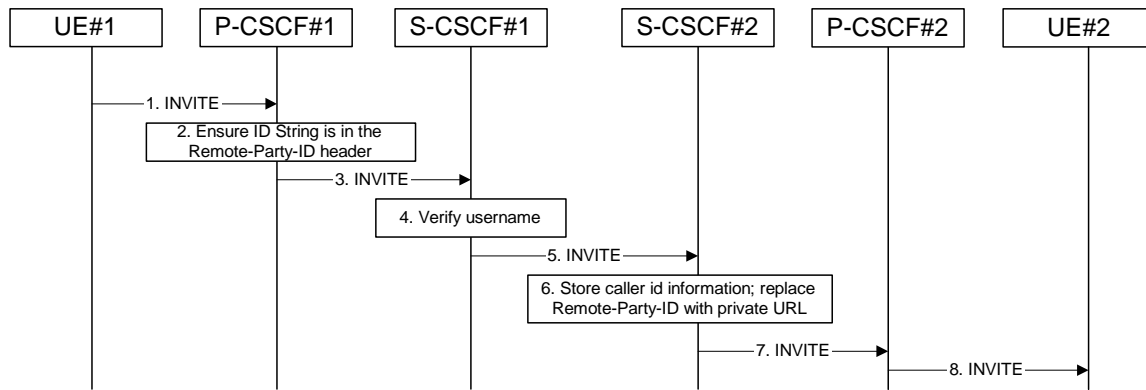 UE#1
P-CSCF#1
S-CSCF#1
S-CSCF#2
P-CSCF#2
UE#2
1. INVITE
2. Ensure ID String is in the
Remote-Party-ID header
3. INVITE
4. Verify username
5. INVITE
6. Store caller id information; replace
Remote-Party-ID with private URL
7. INVITE
8. INVITE